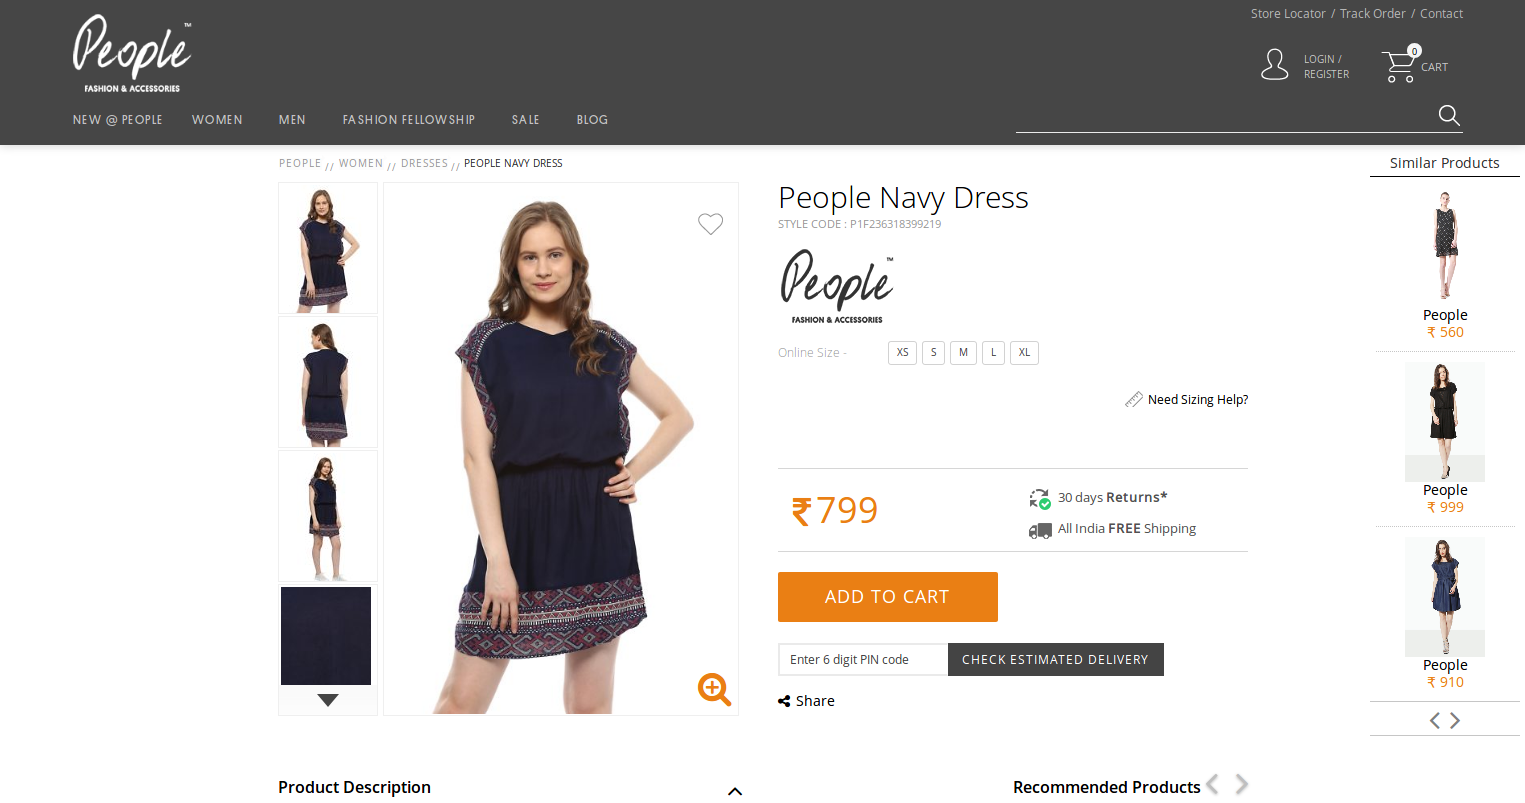 Store Locator / Track Order / Contact
People™
FASHION & ACCESSORIES
LOGIN /
REGISTER
0
CART
NEW @ PEOPLE WOMEN MEN FASHION FELLOWSHIP SALE BLOG
PEOPLE // WOMEN // DRESSES // PEOPLE NAVY DRESS
People Navy Dress
STYLE CODE : P1F236318399219
People™
FASHION & ACCESSORIES
Online Size - XS S M L XL
Need Sizing Help?
₹799
30 days Returns*
All India FREE Shipping
ADD TO CART
Enter 6 digit PIN code CHECK ESTIMATED DELIVERY
Share
Similar Products
People
₹ 560
People
₹ 999
People
₹ 910
Product Description
Recommended Products